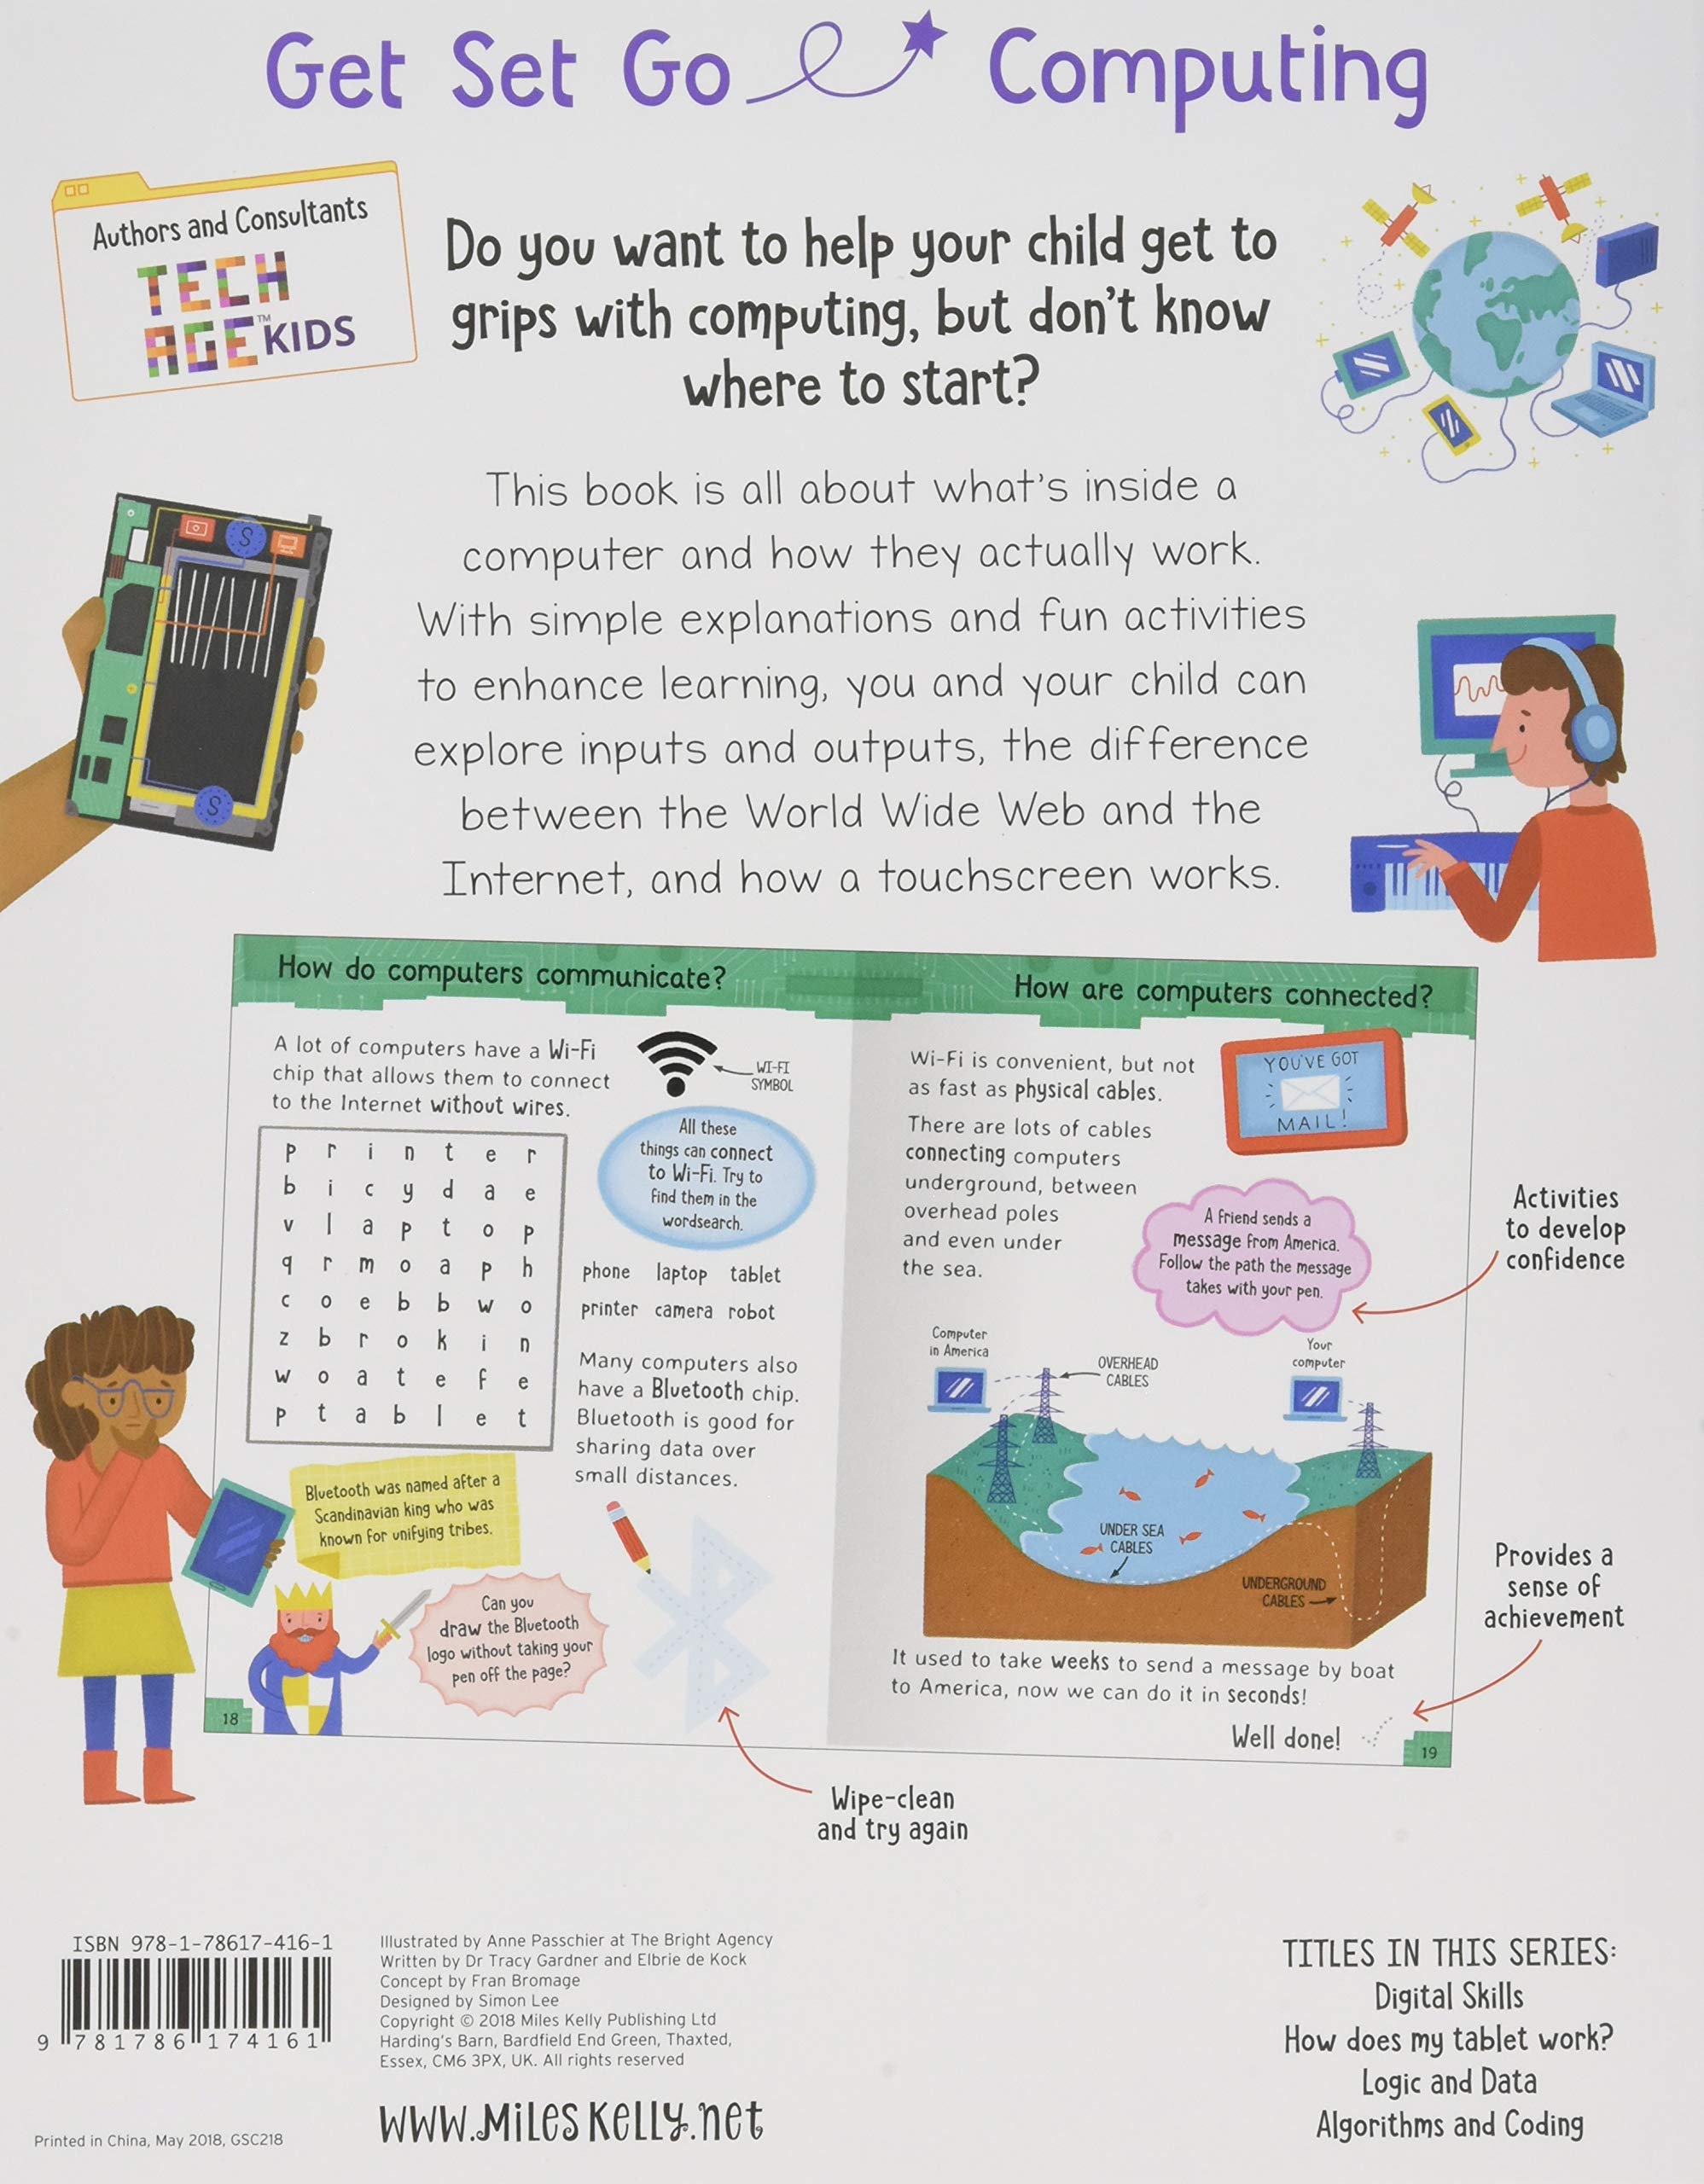 Get Set Go Computing
Authors and Consultants
TECH
AGE™KIDS
Do you want to help your child get to
grips with computing, but don't know
where to start?
This book is all about what's inside a
computer and how they actually work.
With simple explanations and fun activities
to enhance learning, you and your child can
explore inputs and outputs, the difference
between the World Wide Web and the
Internet, and how a touchscreen works.
S
S
How do computers communicate?
A lot of computers have a Wi-Fi
chip that allows them to connect
to the Internet without wires.
WI-FI
SYMBOL
p r i n t e r
b i c y d a e
v l a p t o p
q r m o a p h
c o e b b w o
z b r o k i n
w o a t e f e
p t a b l e t
All these
things can connect
to Wi-Fi. Try to
find them in the
wordsearch.
phone laptop tablet
printer camera robot
Many computers also
have a Bluetooth chip.
Bluetooth is good for
sharing data over
small distances.
Bluetooth was named after a
Scandinavian king who was
known for unifying tribes.
Can you
draw the Bluetooth
logo without taking your
pen off the page?
18
How are computers connected?
Wi-Fi is convenient, but not
as fast as physical cables.
There are lots of cables
connecting computers
underground, between
overhead poles
and even under
the sea.
YOU'VE GOT
MAIL!
A friend sends a
message from America.
Follow the path the message
takes with your pen.
Computer
in America
OVERHEAD
CABLES
Your
computer
UNDER SEA
CABLES
UNDERGROUND
CABLES
It used to take weeks to send a message by boat
to America, now we can do it in seconds!
Well done!
19
Activities
to develop
confidence
Provides a
sense of
achievement
Wipe-clean
and try again
ISBN 978-1-78617-416-1
9 781786 174161
Printed in China, May 2018, GSC218
Illustrated by Anne Passchier at The Bright Agency
Written by Dr Tracy Gardner and Elbrie de Kock
Concept by Fran Bromage
Designed by Simon Lee
Copyright © 2018 Miles Kelly Publishing Ltd
Harding's Barn, Bardfield End Green, Thaxted,
Essex, CM6 3PX, UK. All rights reserved
WWW.MiLesKeLLy.net
TITLES IN THIS SERIES:
Digital Skills
How does my tablet work?
Logic and Data
Algorithms and Coding